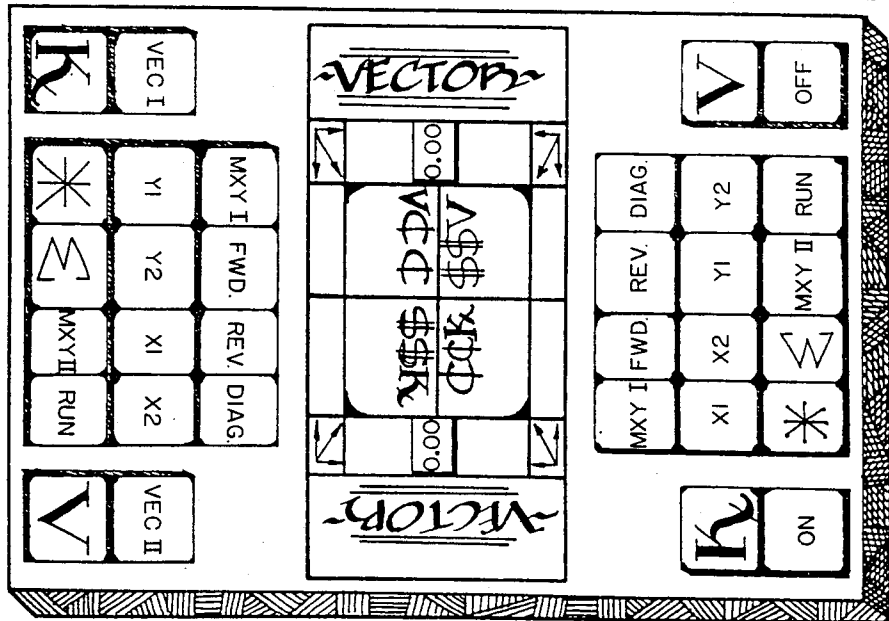 K
VEC I
~VECTOR~
V
OFF
00.0
MXY I
Y1
*
DIAG.
Y2
RUN
FWD.
Y2
Σ
V₵₵
$$V
REV.
Y1
MXY II
REV.
X1
MXY II
$$K
₵₵K
FWD.
X2
Σ
DIAG.
X2
RUN
MXY I
X1
*
00.0
V
VEC II
~VECTOR~
K
ON